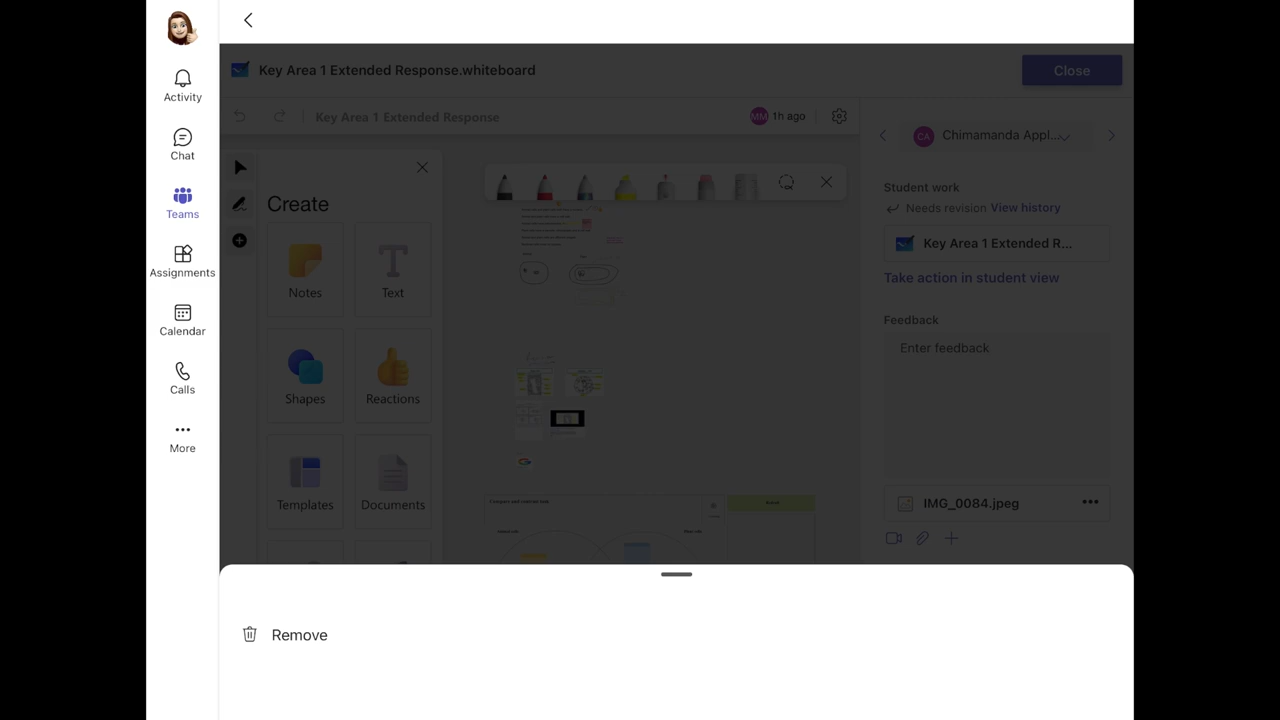 Activity
Chat
Teams
Assignments
Calendar
Calls
More
Key Area 1 Extended Response.whiteboard
Close
Key Area 1 Extended Response
MM 1h ago
Create
Notes
Text
Shapes
Reactions
Templates
Documents
CA Chimamanda Appl...
Student work
Needs revision View history
Key Area 1 Extended R...
Take action in student view
Feedback
Enter feedback
IMG_0084.jpeg
Remove